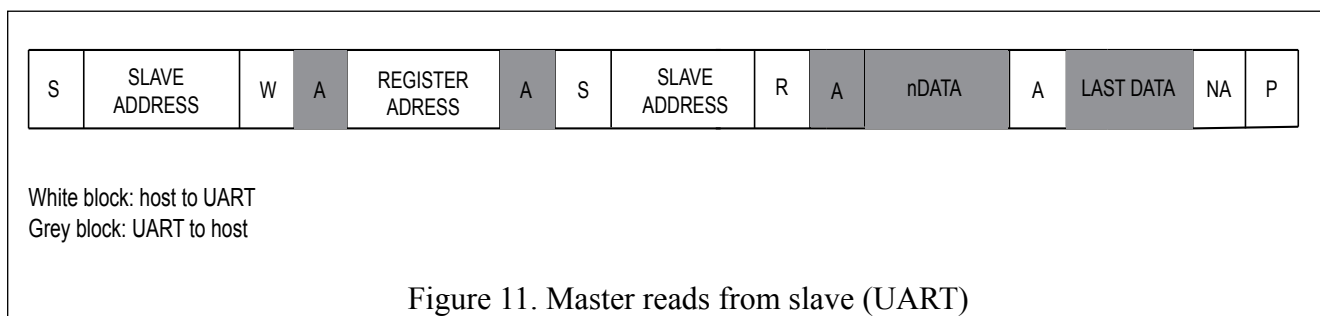 S
SLAVE
ADDRESS
W
A
REGISTER
ADRESS
A
S
SLAVE
ADDRESS
R
A
nDATA
A
LAST DATA
NA
P
White block: host to UART
Grey block: UART to host
Figure 11. Master reads from slave (UART)